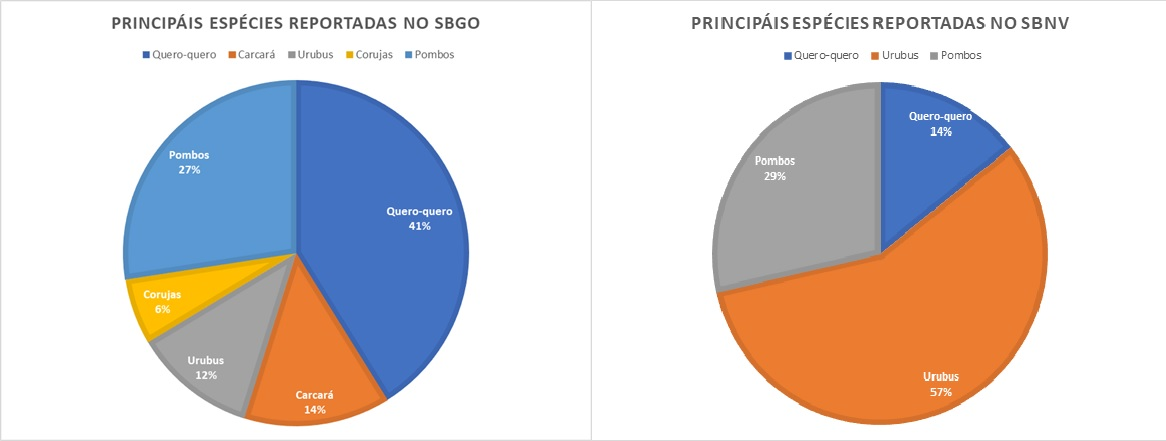 PRINCIPÁIS ESPÉCIES REPORTADAS NO SBGO
Quero-quero Carcará Urubus Corujas Pombos
Pombos
27%
Quero-quero
41%
Corujas
6%
Urubus
12%
Carcará
14%
PRINCIPÁIS ESPÉCIES REPORTADAS NO SBNV
Quero-quero Urubus Pombos
Quero-quero
14%
Pombos
29%
Urubus
57%